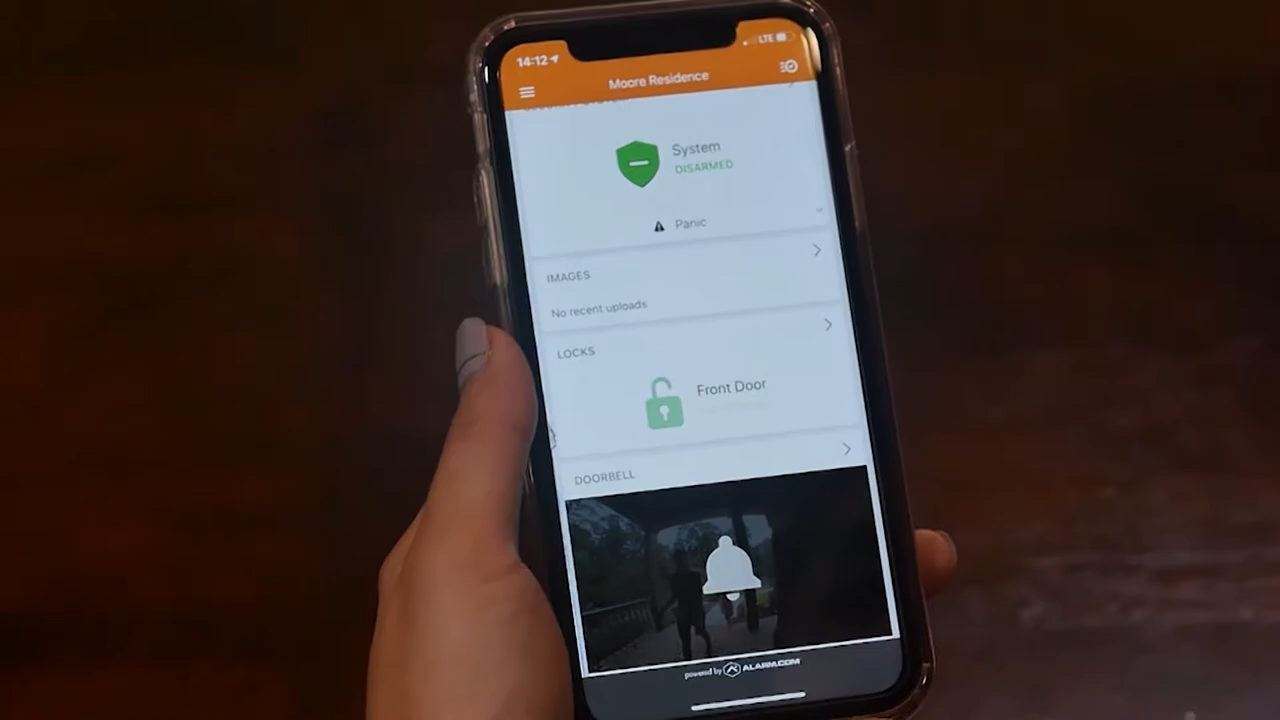 14:12
LTE
Moore Residence
System
DISARMED
Panic
IMAGES
No recent uploads
LOCKS
Front Door
DOORBELL
powered by ALARM.COM